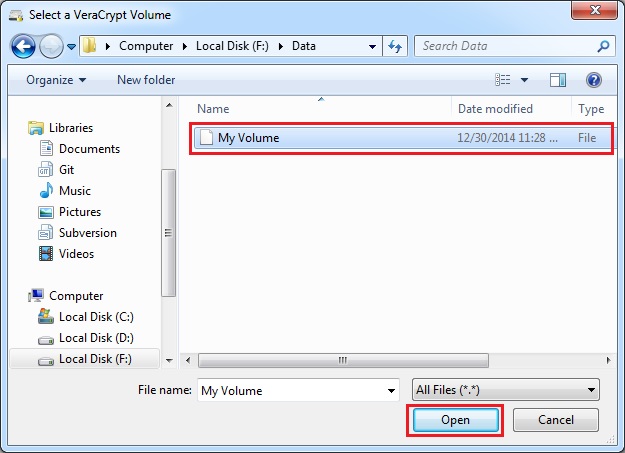 Select a VeraCrypt Volume
Computer Local Disk (F:) Data Search Data
Organize New folder
Name Date modified Type
My Volume 12/30/2014 11:28 ... File
Libraries
Documents
Git
Music
Pictures
Subversion
Videos
Computer
Local Disk (C:)
Local Disk (D:)
Local Disk (F:)
File name: My Volume All Files (*.*)
Open Cancel